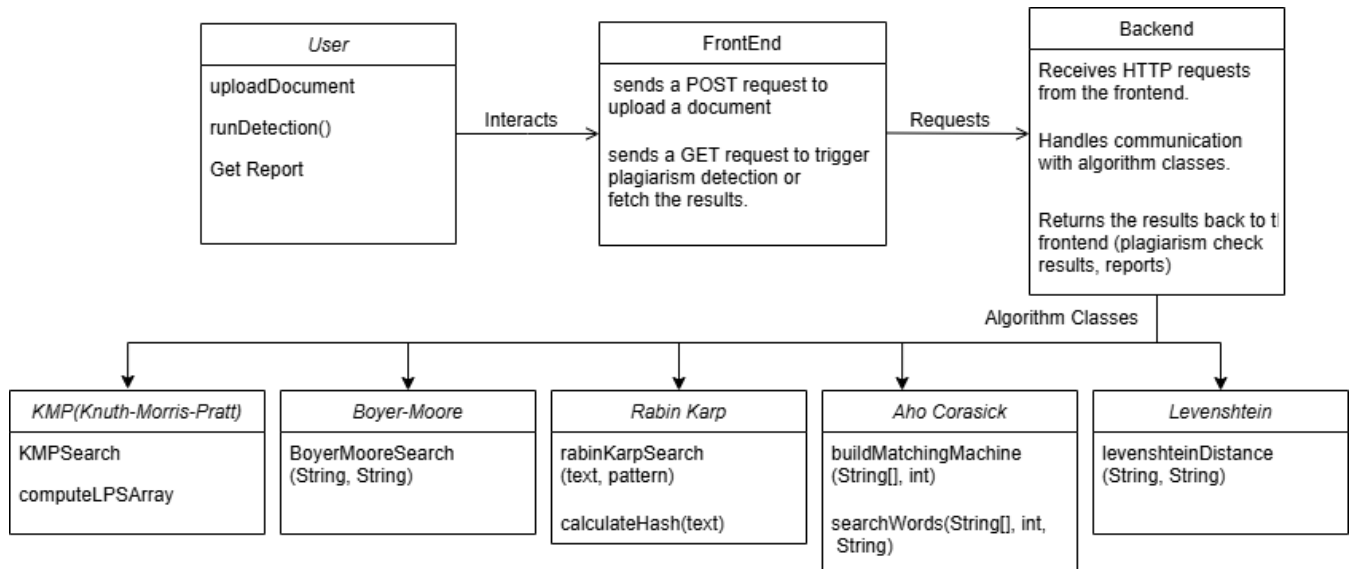 User
uploadDocument
runDetection()
Get Report
Interacts
FrontEnd
sends a POST request to
upload a document
sends a GET request to trigger
plagiarism detection or
fetch the results.
Requests
Backend
Receives HTTP requests
from the frontend.
Handles communication
with algorithm classes.
Returns the results back to t
frontend (plagiarism check
results, reports)
Algorithm Classes
KMP(Knuth-Morris-Pratt)
KMPSearch
computeLPSArray
Boyer-Moore
BoyerMooreSearch
(String, String)
Rabin Karp
rabinKarpSearch
(text, pattern)
calculateHash(text)
Aho Corasick
buildMatchingMachine
(String[], int)
searchWords(String[], int,
String)
Levenshtein
levenshteinDistance
(String, String)